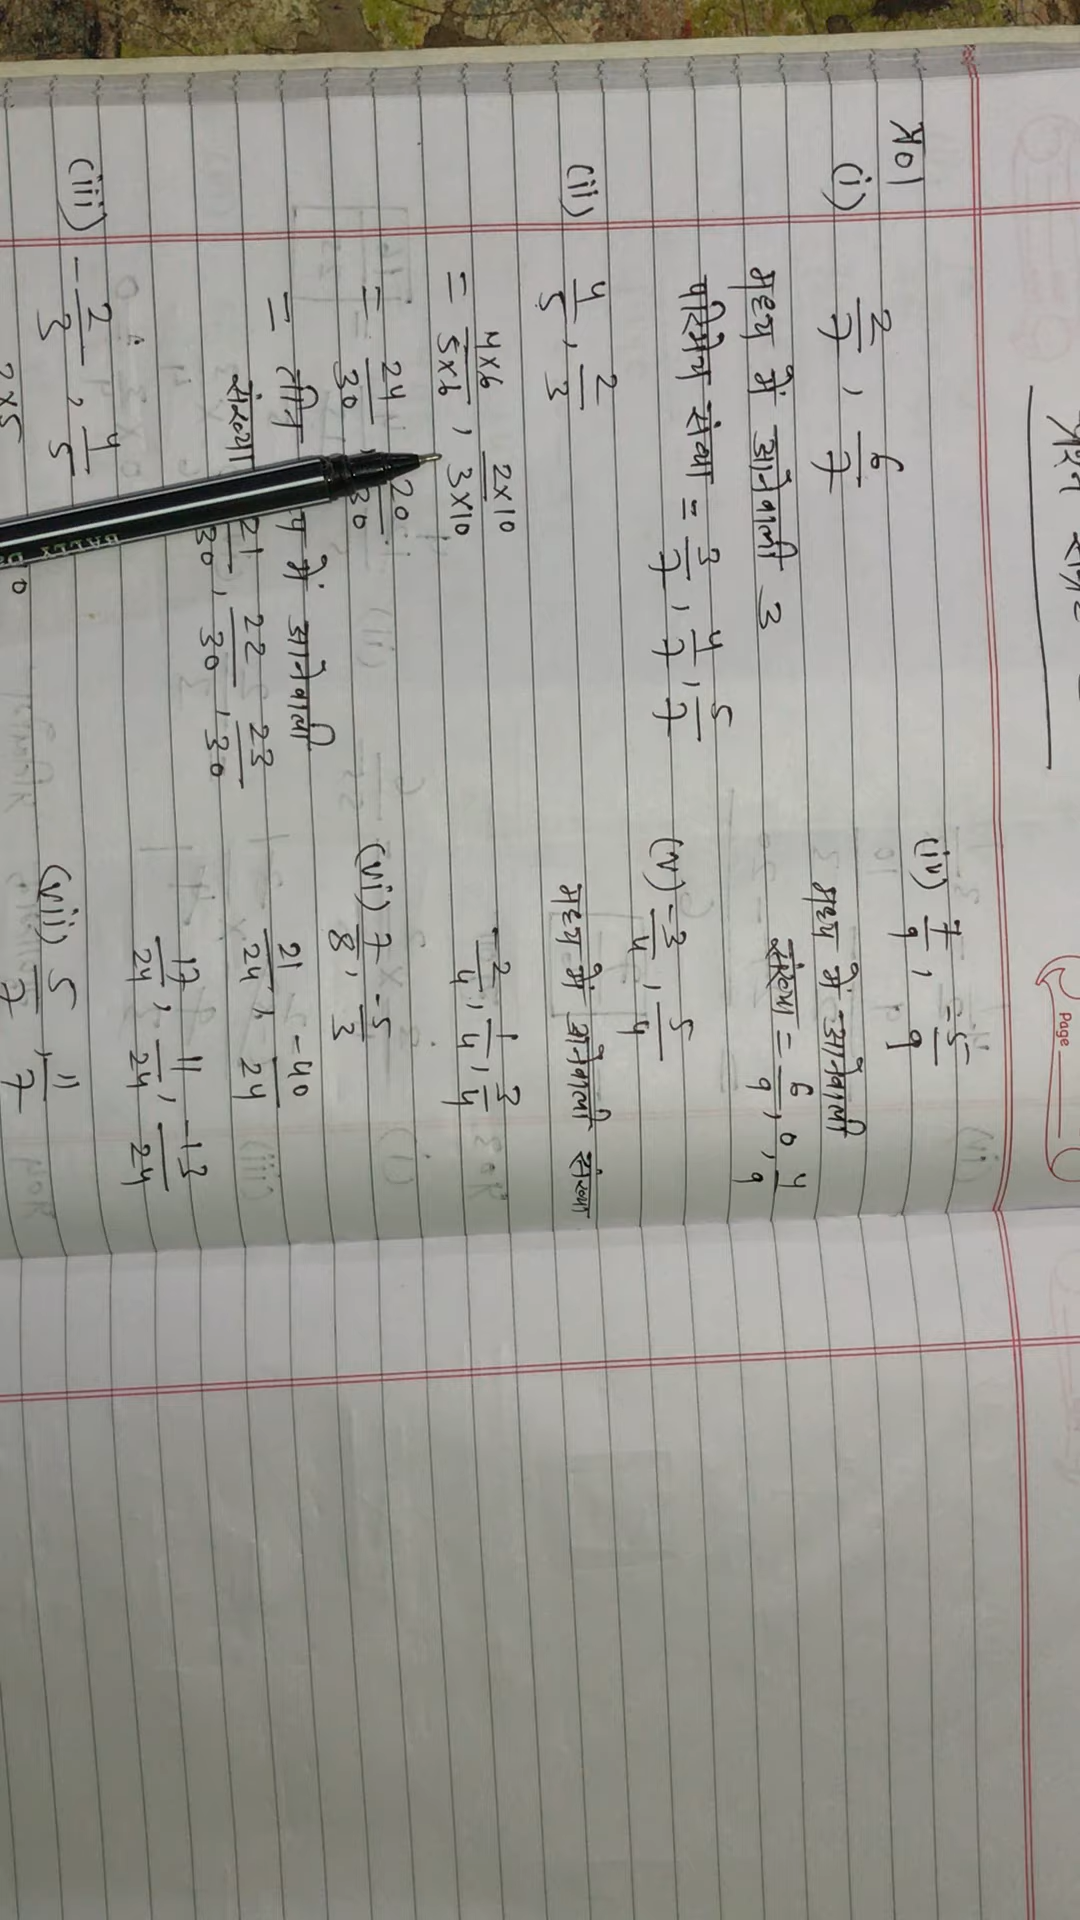 प्रश्न
Page
प्र01
(i) 2/7, 6/7
मध्य में आनेवाली 3
परिमेय संख्या = 3/7, 4/7, 5/7
(ii) 4/5, 2/3
= 4×6/5×6, 2×10/3×10
= 24/30, 20/30
= तीन में आनेवाली
संख्या 21/30, 22/30, 23/30
(iii) -2/3, 4/5
2×5
(iv) 7/9, -5/9
मध्य में आनेवाली
संख्या = 6/9, 0, 4/9
(v) -3/4, 5/4
मध्य में आनेवाली संख्या
-2/4, 1/4, 3/4
(vi) 7/8, -5/3
21/24, -40/24
17/24, 11/24, -13/24
(vii) 5/7, 11/7